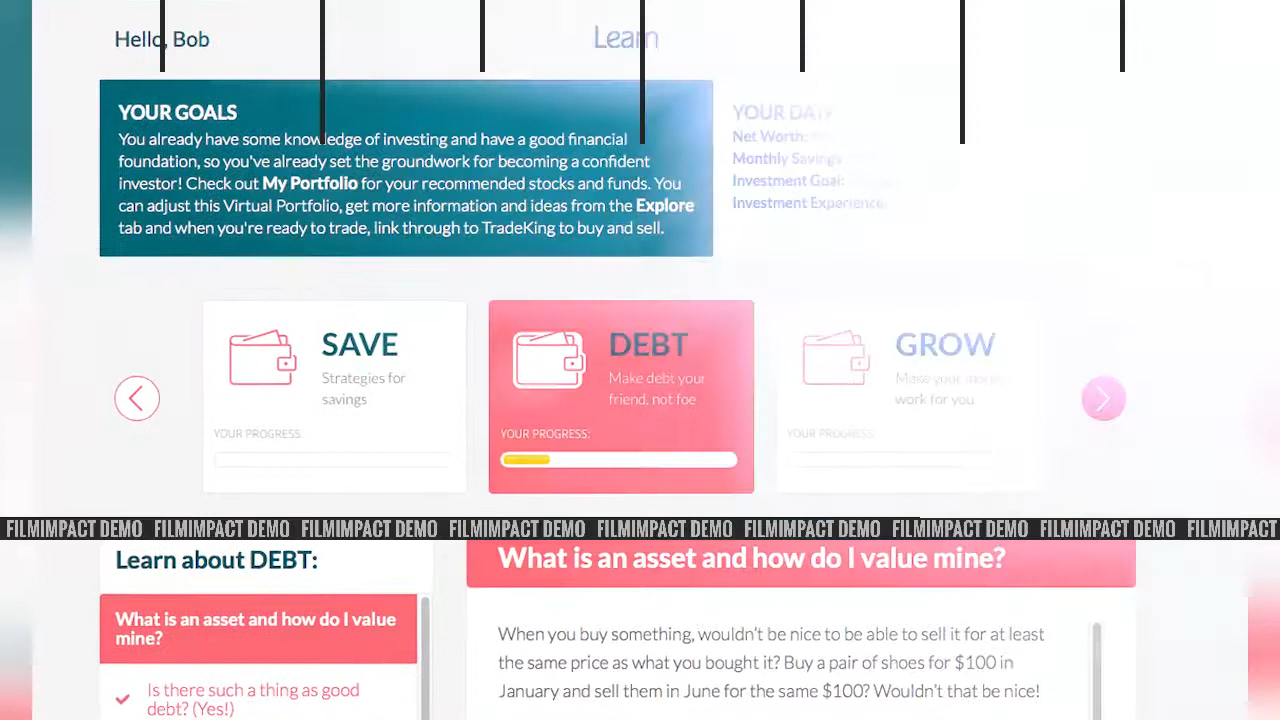 Hello, Bob
Learn
YOUR GOALS
You already have some knowledge of investing and have a good financial
foundation, so you've already set the groundwork for becoming a confident
investor! Check out My Portfolio for your recommended stocks and funds. You
can adjust this Virtual Portfolio, get more information and ideas from the Explore
tab and when you're ready to trade, link through to TradeKing to buy and sell.
YOUR DATA
Net Worth:
Monthly Savings
Investment Goal:
Investment Experience:
SAVE
Strategies for
savings
YOUR PROGRESS:
DEBT
Make debt your
friend, not foe
YOUR PROGRESS:
GROW
Make your money
work for you
YOUR PROGRESS:
FILMIMPACT DEMO FILMIMPACT DEMO FILMIMPACT DEMO FILMIMPACT DEMO FILMIMPACT DEMO FILMIMPACT DEMO FILMIMPACT DEMO FILMIMPACT DEMO FILMIMPACT
Learn about DEBT:
What is an asset and how do I value
mine?
Is there such a thing as good
debt? (Yes!)
What is an asset and how do I value mine?
When you buy something, wouldn't be nice to be able to sell it for at least
the same price as what you bought it? Buy a pair of shoes for $100 in
January and sell them in June for the same $100? Wouldn't that be nice!